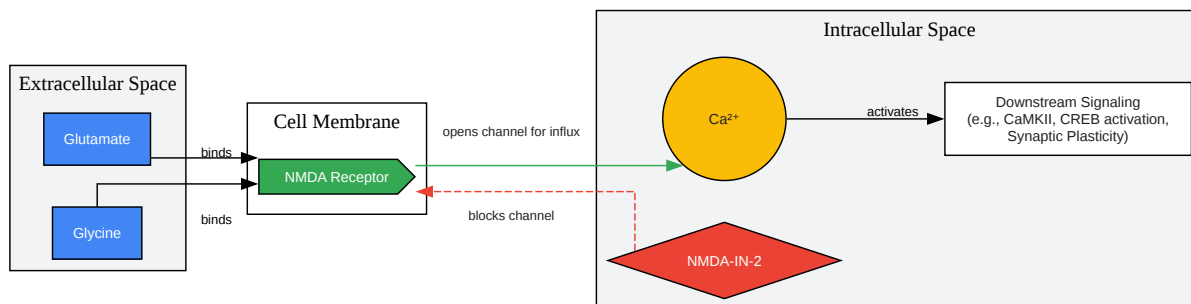 Extracellular Space
Glutamate
Glycine
binds
binds
Cell Membrane
NMDA Receptor
opens channel for influx
blocks channel
Intracellular Space
Ca²⁺
activates
Downstream Signaling
(e.g., CaMKII, CREB activation,
Synaptic Plasticity)
NMDA-IN-2